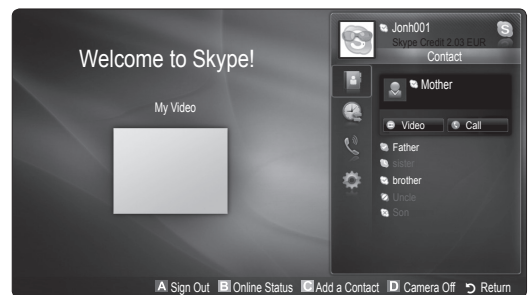 Jonh001
Skype Credit 2.03 EUR
Welcome to Skype!
Contact
My Video
Mother
Video
Call
Father
sister
brother
Uncle
Son
A Sign Out B Online Status C Add a Contact D Camera Off Return